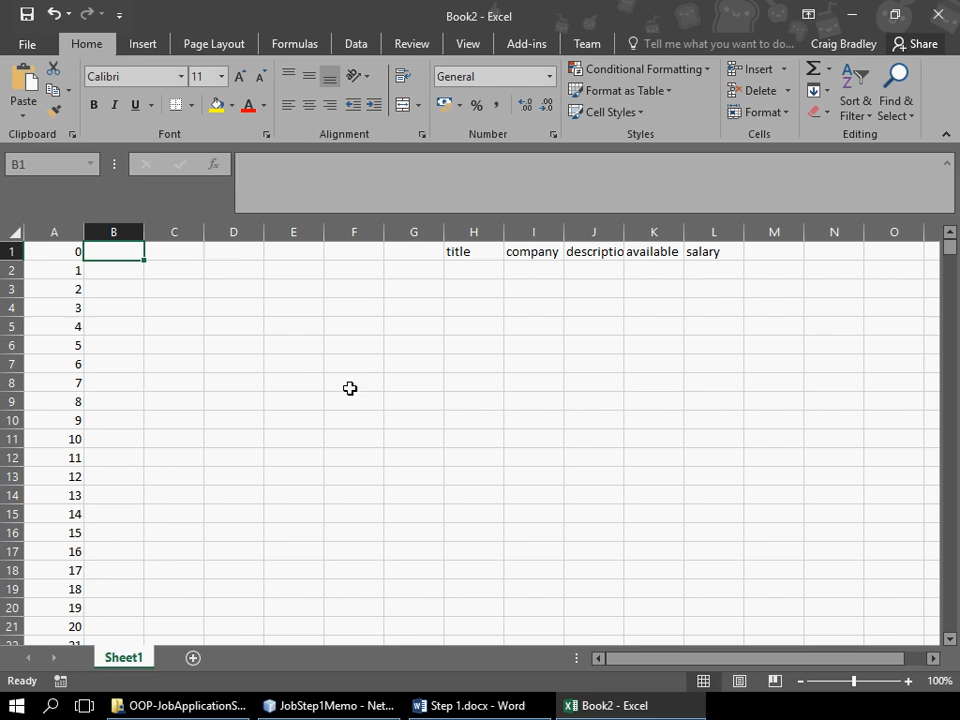 Book2 - Excel
File Home Insert Page Layout Formulas Data Review View Add-ins Team Tell me what you want to do... Craig Bradley Share
Calibri 11 General
Paste
B I U
Conditional Formatting
Format as Table
Cell Styles
Insert
Delete
Format
Sort & Filter
Find & Select
Clipboard Font Alignment Number Styles Cells Editing
B1 fx
A B C D E F G H I J K L M N O
1 0 title company descriptio available salary
2 1
3 2
4 3
5 4
6 5
7 6
8 7
9 8
10 9
11 10
12 11
13 12
14 13
15 14
16 15
17 16
18 17
19 18
20 19
21 20
22 21
Sheet1
Ready 100%
OOP-JobApplicationS... JobStep1Memo - Net... Step 1.docx - Word Book2 - Excel